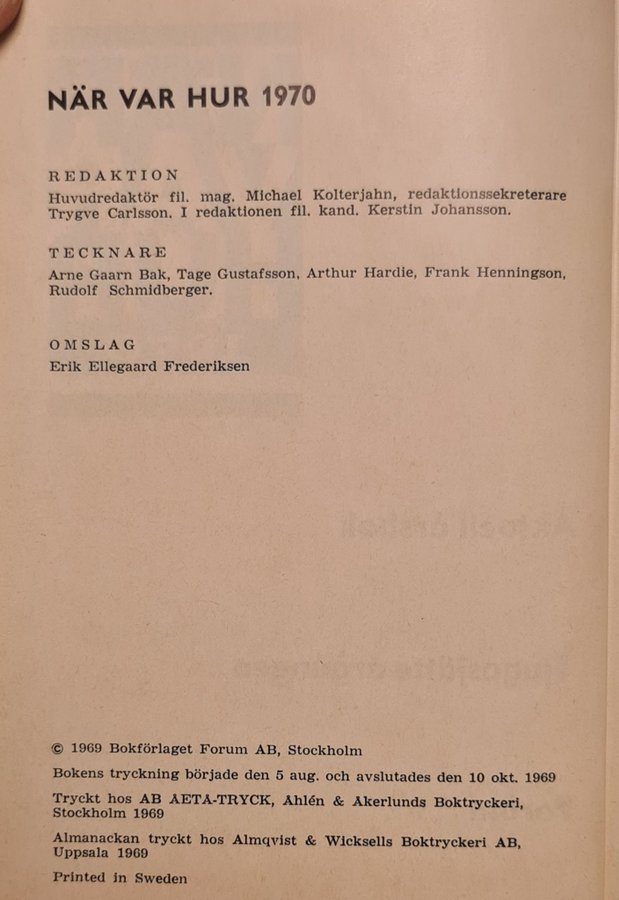 NÄR VAR HUR 1970
REDAKTION
Huvudredaktör fil. mag. Michael Kolterjahn, redaktionssekreterare
Trygve Carlsson. I redaktionen fil. kand. Kerstin Johansson.
TECKNARE
Arne Gaarn Bak, Tage Gustafsson, Arthur Hardie, Frank Henningson,
Rudolf Schmidberger.
OMSLAG
Erik Ellegaard Frederiksen
© 1969 Bokförlaget Forum AB, Stockholm
Bokens tryckning började den 5 aug. och avslutades den 10 okt. 1969
Tryckt hos AB AETA-TRYCK, Åhlén & Åkerlunds Boktryckeri,
Stockholm 1969
Almanackan tryckt hos Almqvist & Wicksells Boktryckeri AB,
Uppsala 1969
Printed in Sweden